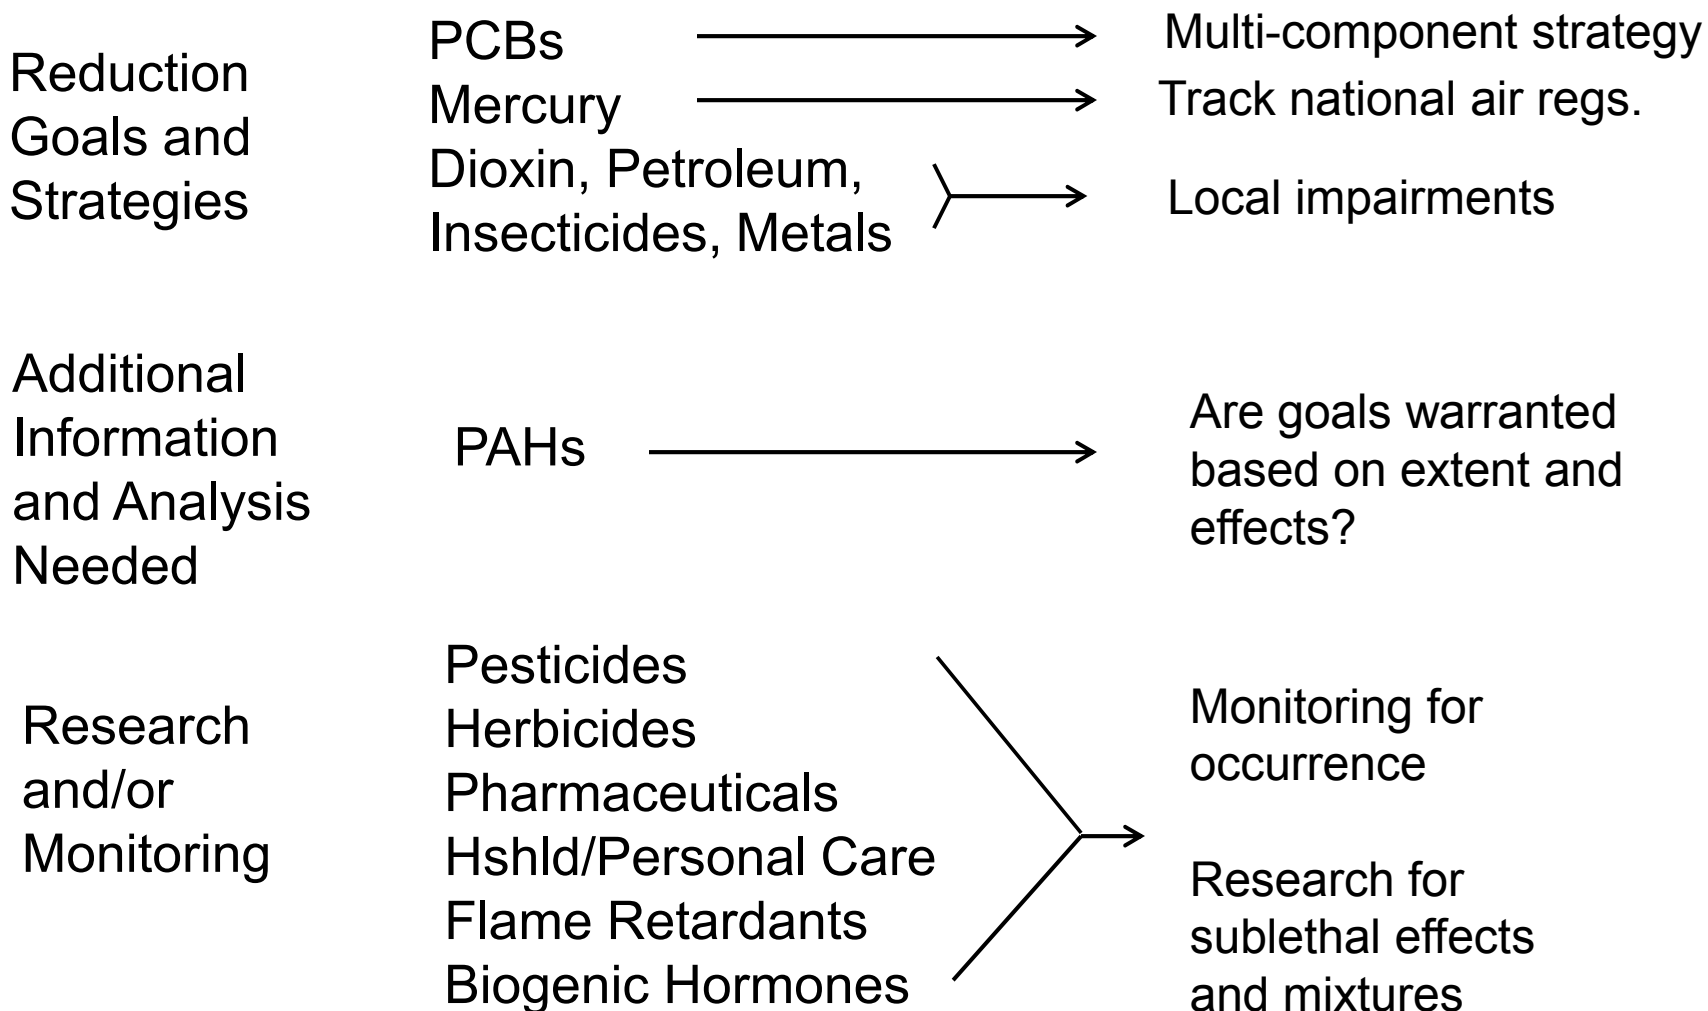 Reduction
Goals and
Strategies
PCBs
Mercury
Dioxin, Petroleum,
Insecticides, Metals
Multi-component strategy
Track national air regs.
Local impairments
Additional
Information
and Analysis
Needed
PAHs
Are goals warranted
based on extent and
effects?
Research
and/or
Monitoring
Pesticides
Herbicides
Pharmaceuticals
Hshld/Personal Care
Flame Retardants
Biogenic Hormones
Monitoring for
occurrence
Research for
sublethal effects
and mixtures